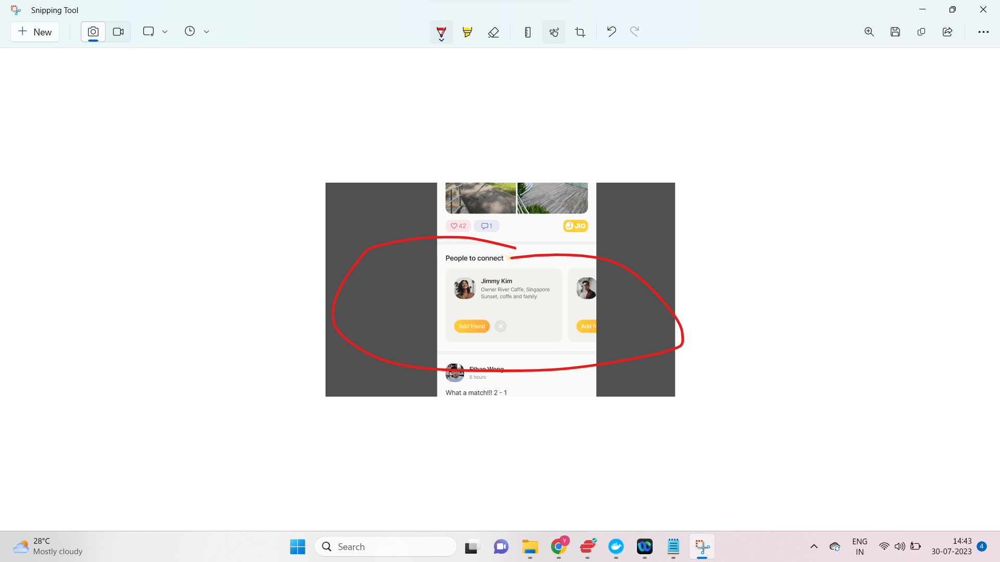 Snipping Tool
New
42
1
JIO
People to connect ✨
Jimmy Kim
Owner River Caffe, Singapore
Sunset, coffe and family
Add friend
Add fr
Ethan Wong
6 hours
What a match!!! 2 - 1
28°C
Mostly cloudy
Search
Y
ENG
IN
14:43
30-07-2023
4